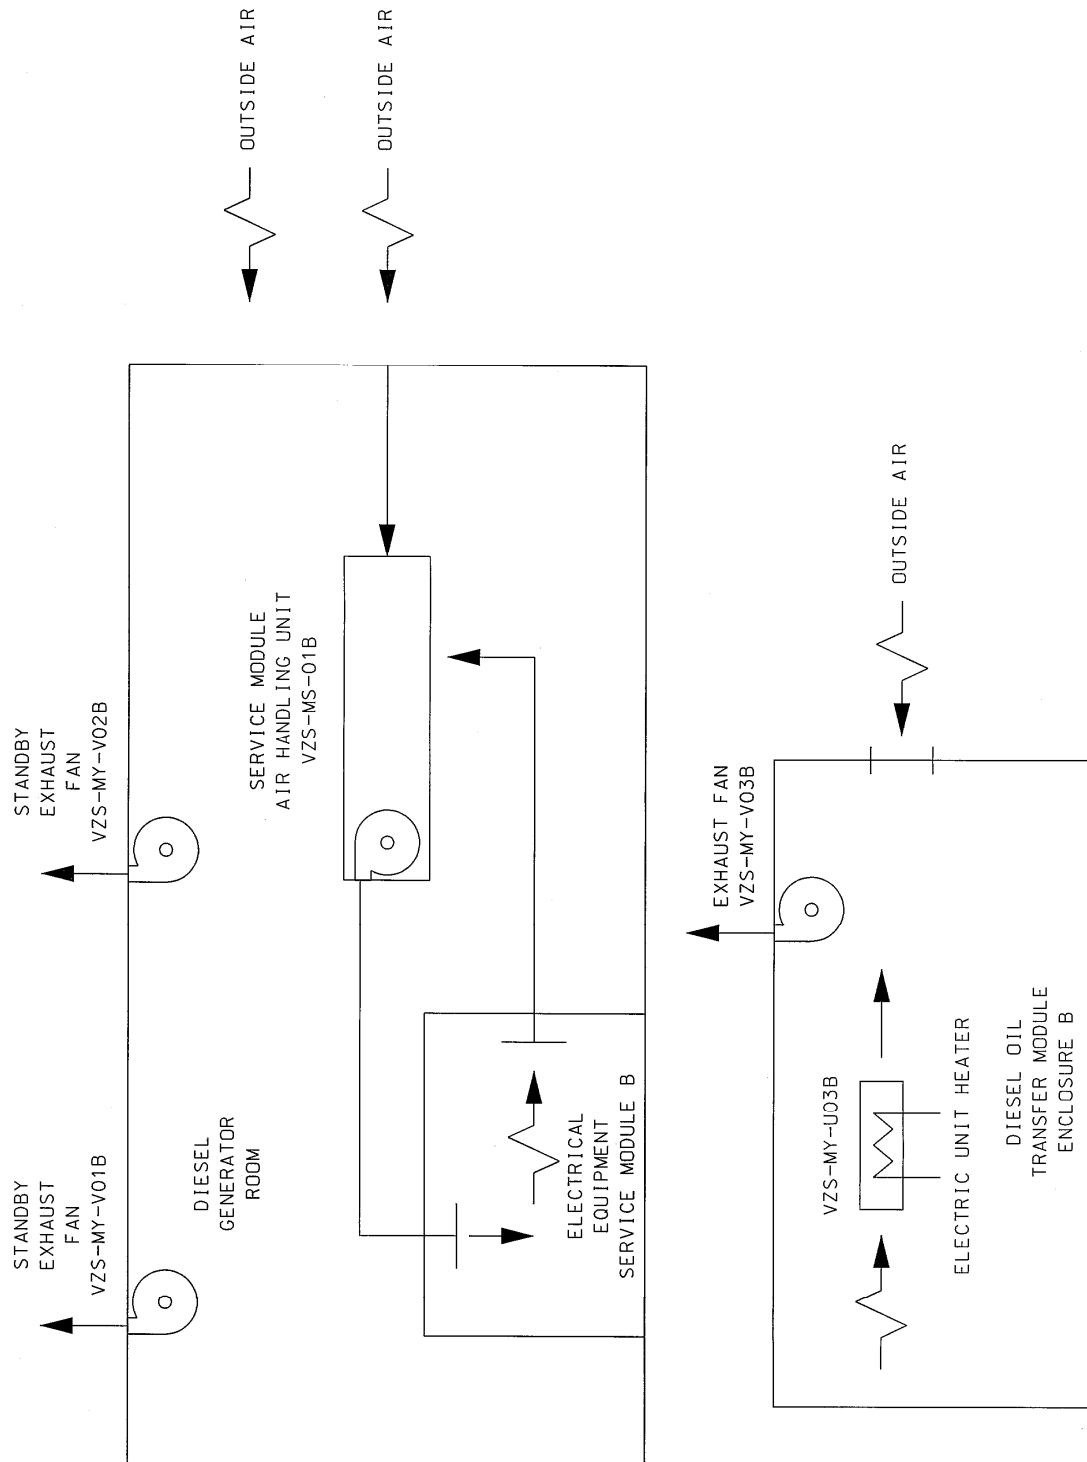 STANDBY
EXHAUST
FAN
VZS-MY-V01B
STANDBY
EXHAUST
FAN
VZS-MY-V02B
OUTSIDE AIR
OUTSIDE AIR
DIESEL
GENERATOR
ROOM
SERVICE MODULE
AIR HANDLING UNIT
VZS-MS-01B
ELECTRICAL
EQUIPMENT
SERVICE MODULE B
EXHAUST FAN
VZS-MY-V03B
OUTSIDE AIR
VZS-MY-U03B
ELECTRIC UNIT HEATER
DIESEL OIL
TRANSFER MODULE
ENCLOSURE B